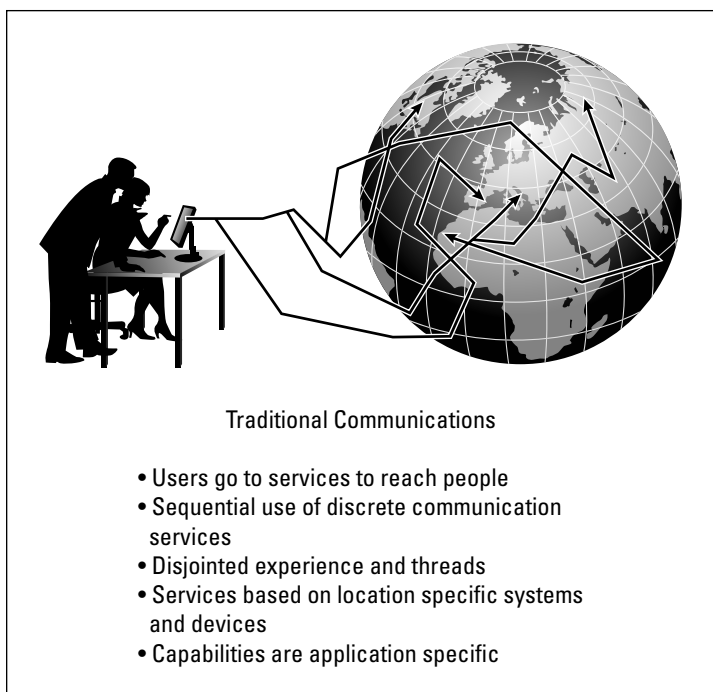 Traditional Communications
• Users go to services to reach people
• Sequential use of discrete communication
services
• Disjointed experience and threads
• Services based on location specific systems
and devices
• Capabilities are application specific